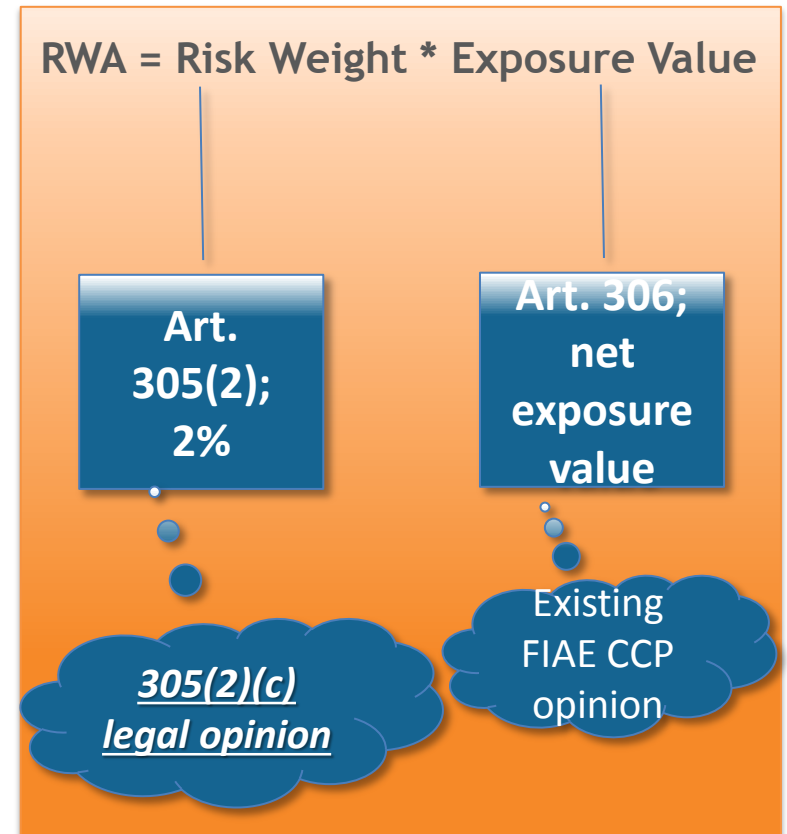 RWA = Risk Weight * Exposure Value
Art.
305(2);
2%
Art. 306;
net
exposure
value
305(2)(c)
legal opinion
Existing
FIAE CCP
opinion